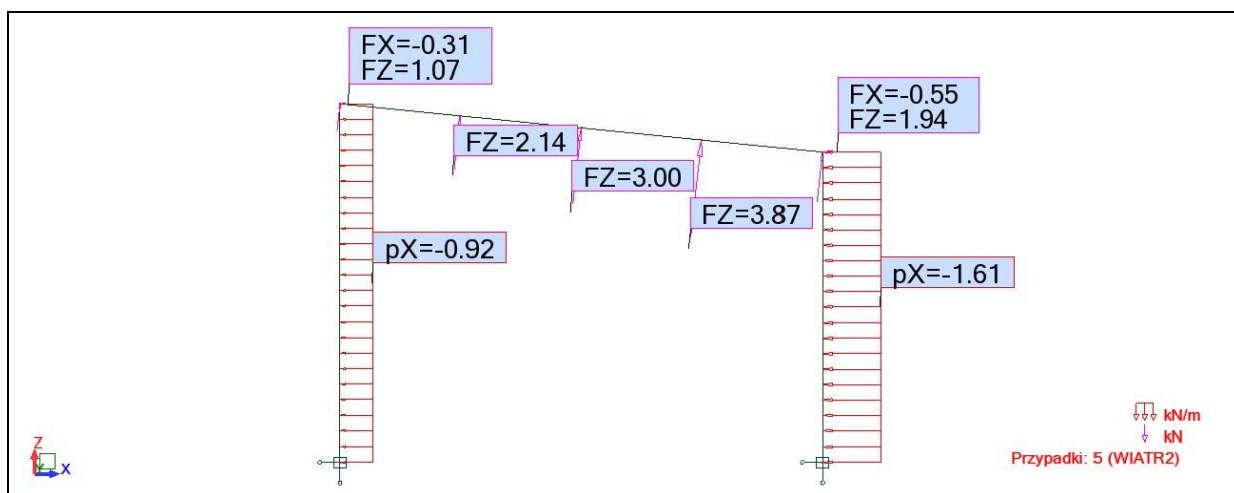 FX=-0.31
FZ=1.07
FX=-0.55
FZ=1.94
FZ=2.14
FZ=3.00
FZ=3.87
pX=-0.92
pX=-1.61
kN/m
kN
Przypadki: 5 (WIATR2)
Z
Y
X